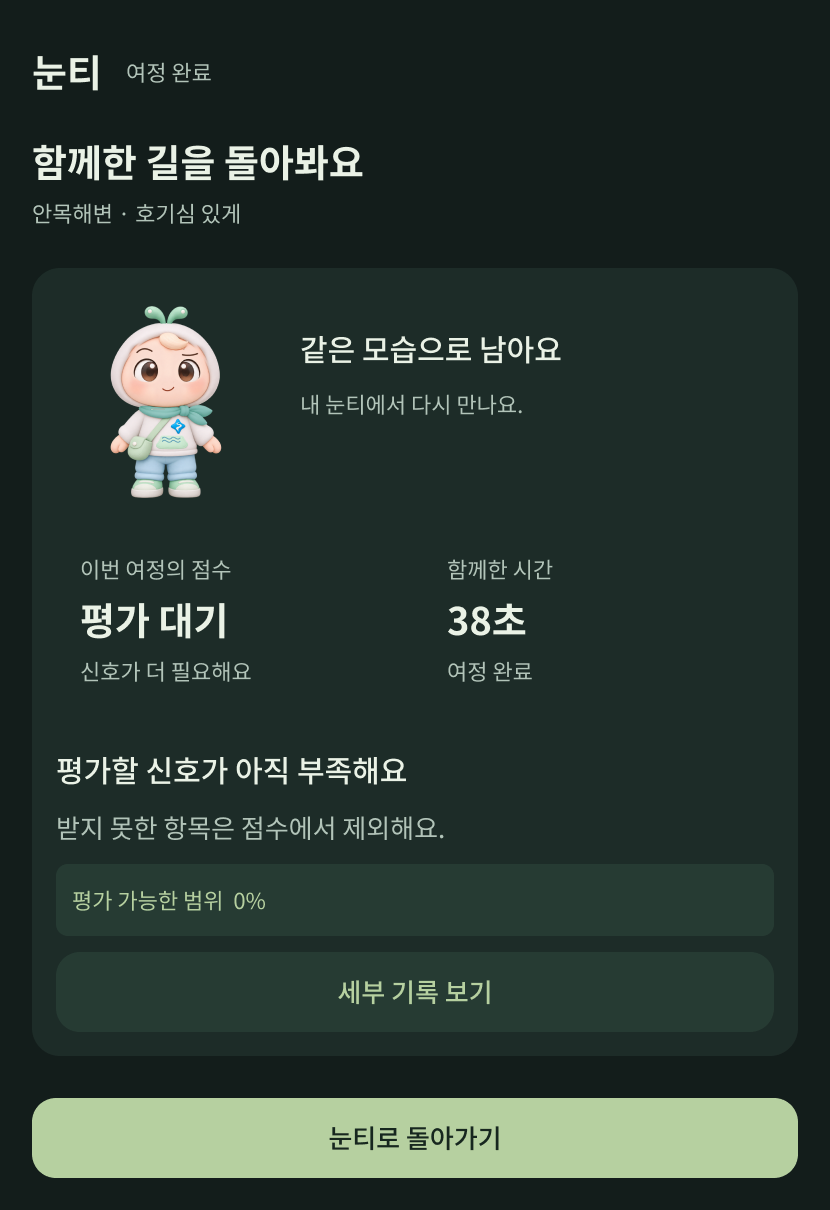 눈티 여정 완료
함께한 길을 돌아봐요
안목해변 · 호기심 있게
같은 모습으로 남아요
내 눈티에서 다시 만나요.
이번 여정의 점수
평가 대기
신호가 더 필요해요
함께한 시간
38초
여정 완료
평가할 신호가 아직 부족해요
받지 못한 항목은 점수에서 제외해요.
평가 가능한 범위 0%
세부 기록 보기
눈티로 돌아가기